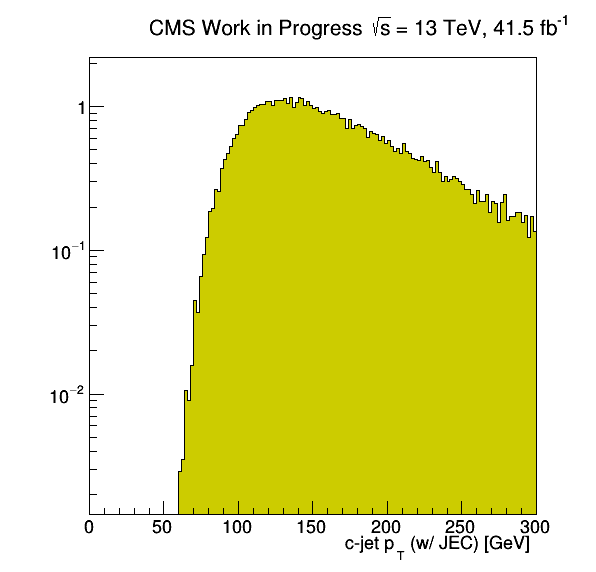 CMS Work in Progress √s = 13 TeV, 41.5 fb⁻¹
1
10⁻¹
10⁻²
0 50 100 150 200 250 300
c-jet p_T (w/ JEC) [GeV]